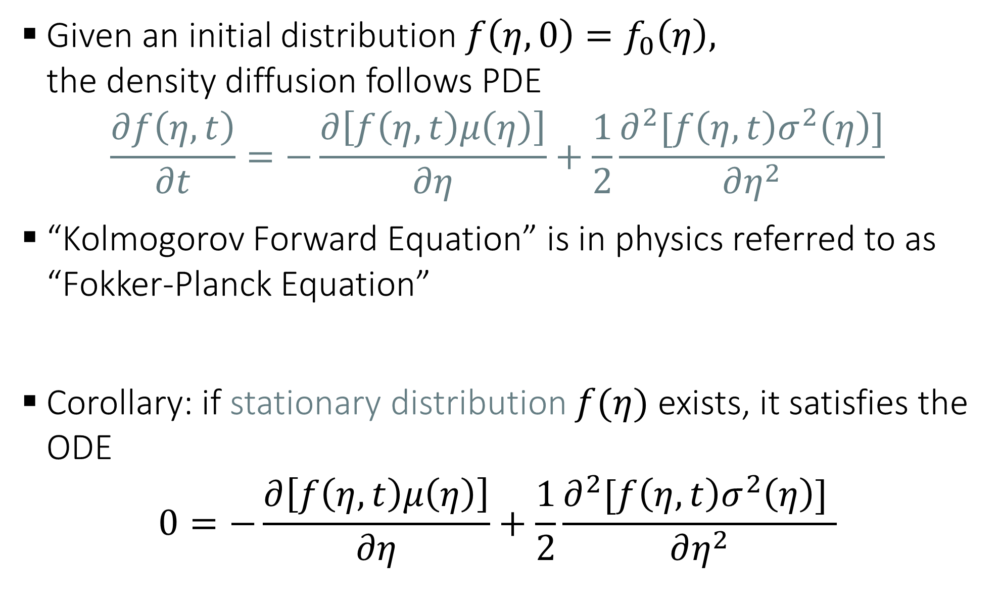 ▪ Given an initial distribution f(η, 0) = f₀(η),
the density diffusion follows PDE
∂f(η, t)/∂t = − ∂[f(η, t)μ(η)]/∂η + 1/2 ∂²[f(η, t)σ²(η)]/∂η²
▪ “Kolmogorov Forward Equation” is in physics referred to as
“Fokker-Planck Equation”
▪ Corollary: if stationary distribution f(η) exists, it satisfies the
ODE
0 = − ∂[f(η, t)μ(η)]/∂η + 1/2 ∂²[f(η, t)σ²(η)]/∂η²